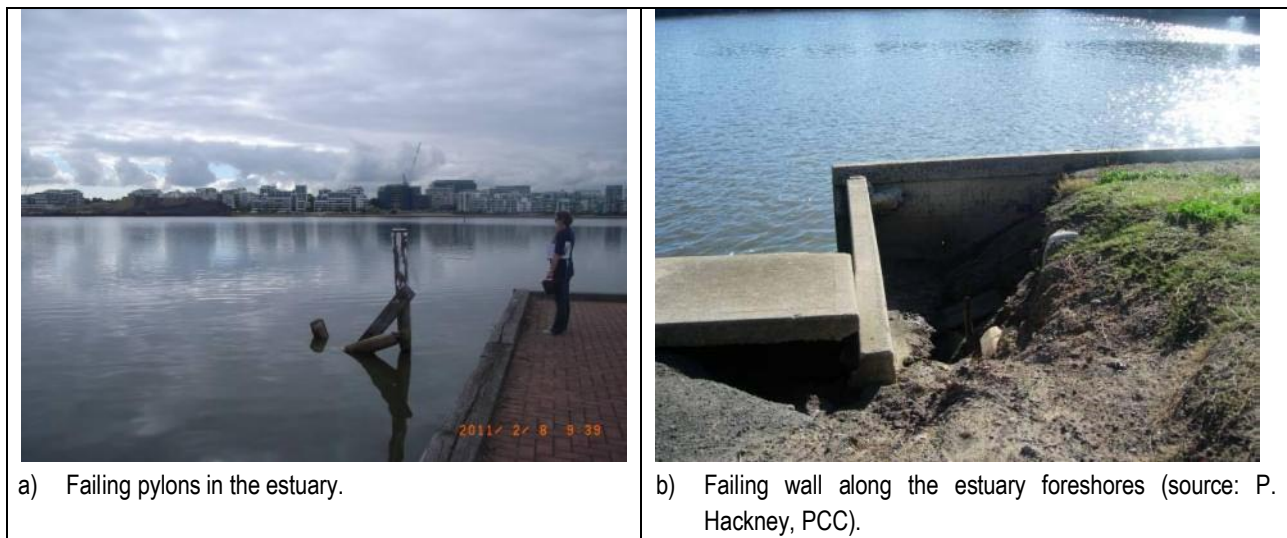 2011/ 2/ 8 9:39
a) Failing pylons in the estuary.
b) Failing wall along the estuary foreshores (source: P.
Hackney, PCC).